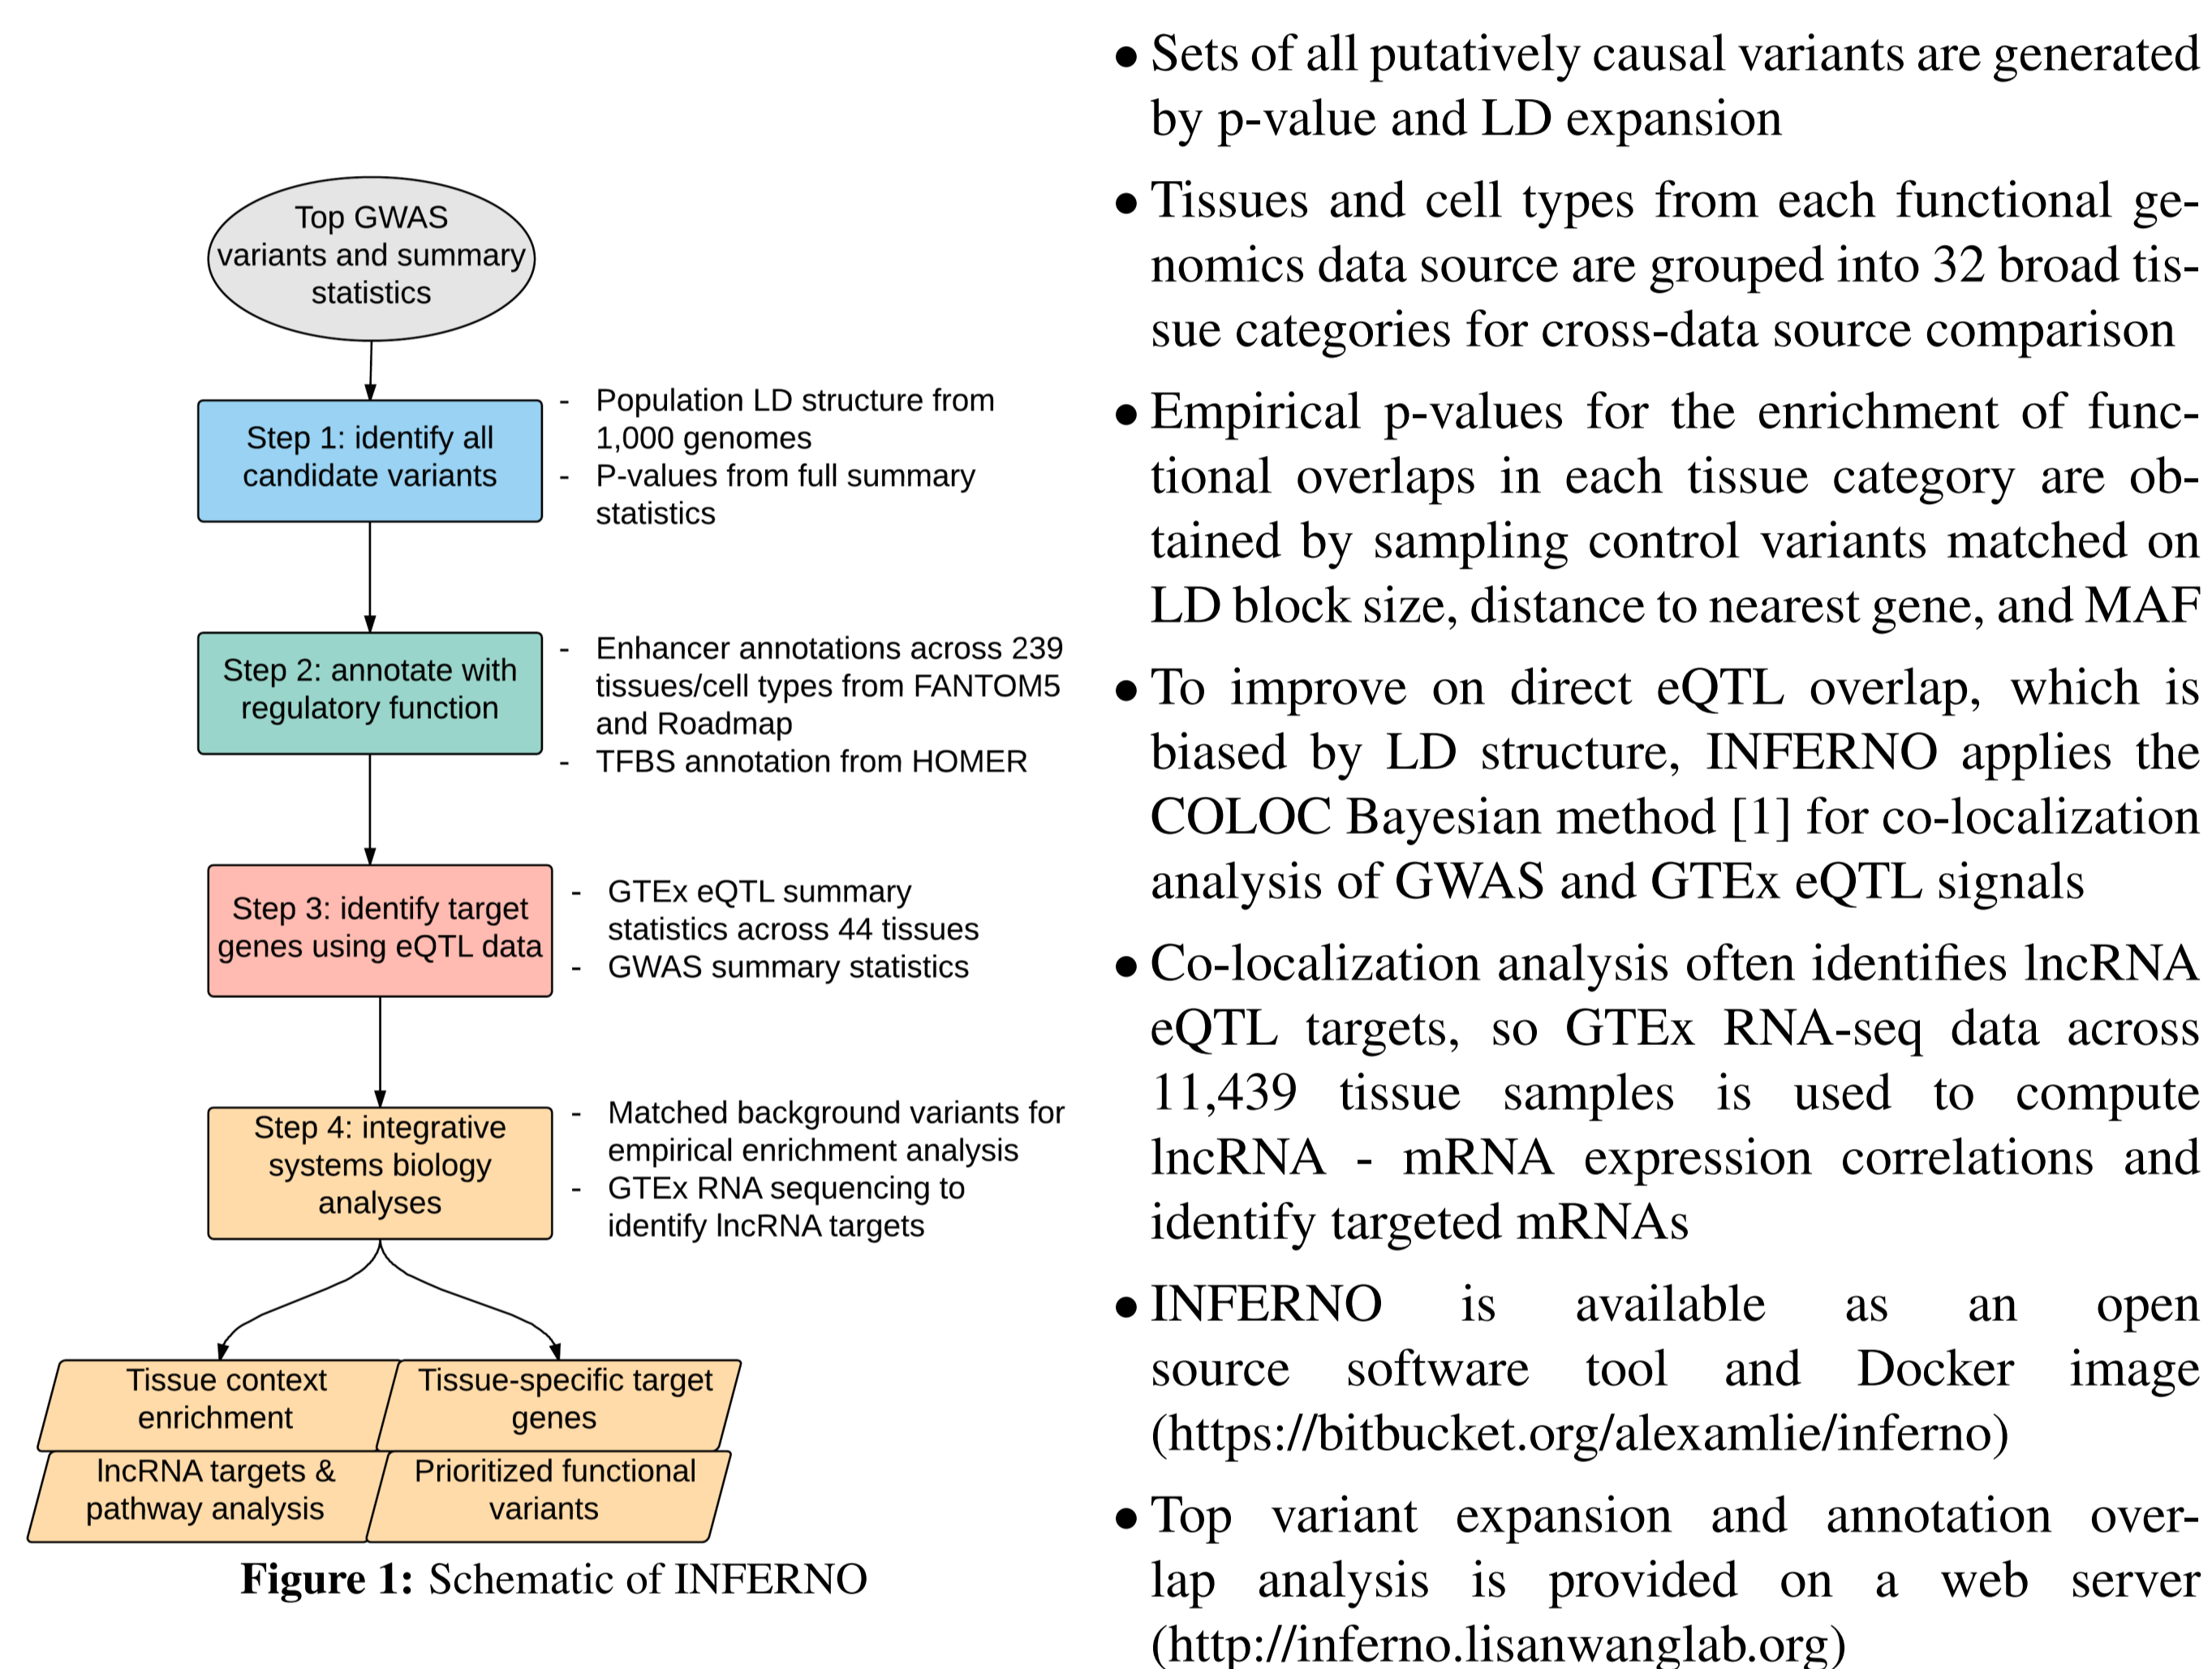 Top GWAS
variants and summary
statistics
Step 1: identify all
candidate variants
- Population LD structure from
1,000 genomes
- P-values from full summary
statistics
Step 2: annotate with
regulatory function
- Enhancer annotations across 239
tissues/cell types from FANTOM5
and Roadmap
- TFBS annotation from HOMER
Step 3: identify target
genes using eQTL data
- GTEx eQTL summary
statistics across 44 tissues
- GWAS summary statistics
Step 4: integrative
systems biology
analyses
- Matched background variants for
empirical enrichment analysis
- GTEx RNA sequencing to
identify lncRNA targets
Tissue context
enrichment
Tissue-specific target
genes
lncRNA targets &
pathway analysis
Prioritized functional
variants
Figure 1: Schematic of INFERNO
• Sets of all putatively causal variants are generated
by p-value and LD expansion
• Tissues and cell types from each functional ge-
nomics data source are grouped into 32 broad tis-
sue categories for cross-data source comparison
• Empirical p-values for the enrichment of func-
tional overlaps in each tissue category are ob-
tained by sampling control variants matched on
LD block size, distance to nearest gene, and MAF
• To improve on direct eQTL overlap, which is
biased by LD structure, INFERNO applies the
COLOC Bayesian method [1] for co-localization
analysis of GWAS and GTEx eQTL signals
• Co-localization analysis often identifies lncRNA
eQTL targets, so GTEx RNA-seq data across
11,439 tissue samples is used to compute
lncRNA - mRNA expression correlations and
identify targeted mRNAs
• INFERNO is available as an open
source software tool and Docker image
(https://bitbucket.org/alexamlie/inferno)
• Top variant expansion and annotation over-
lap analysis is provided on a web server
(http://inferno.lisanwanglab.org)